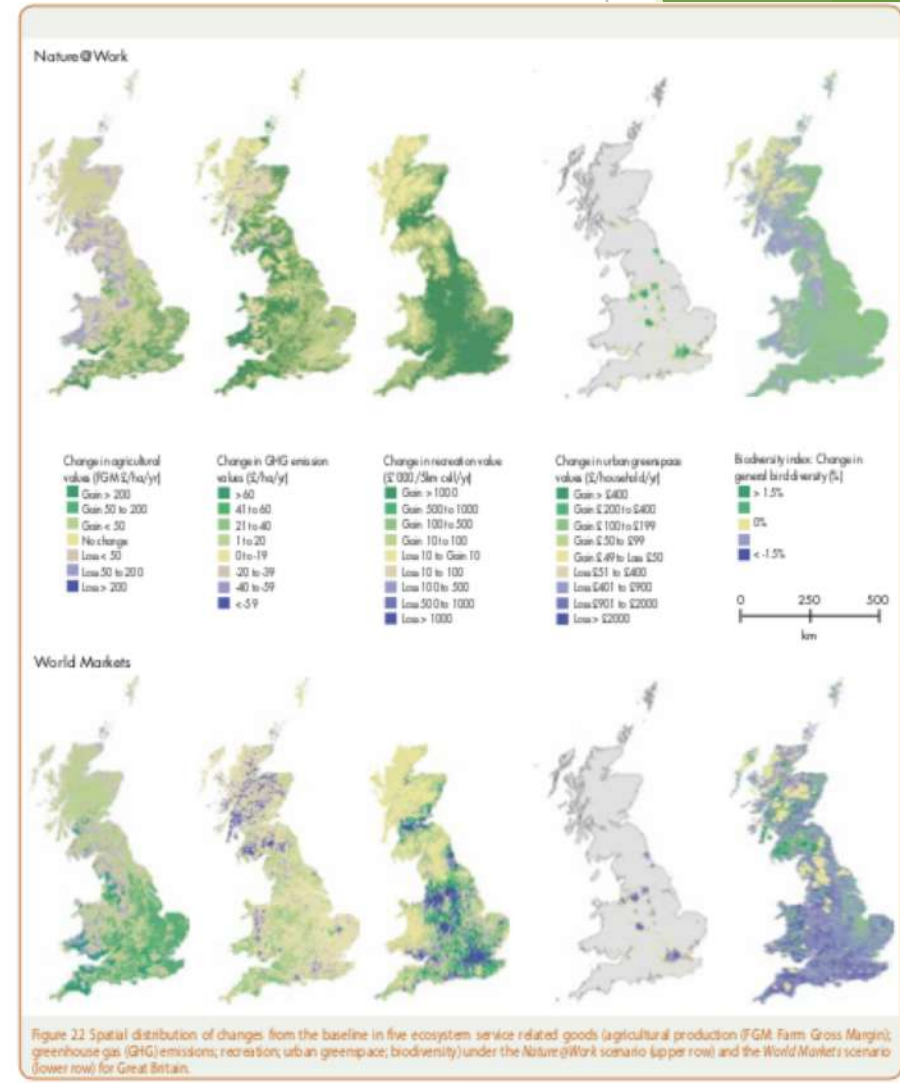 Nature@Work
Change in agricultural
values (FGM:£/ha/yr)
Gain > 200
Gain 50 to 200
Gain < 50
No change
Loss < 50
Loss 50 to 200
Loss > 200
Change in GHG emission
values (£/ha/yr)
> 60
41 to 60
21 to 40
1 to 20
0 to -19
-20 to -39
-40 to -59
< -59
Change in recreation value
(£'000/5km cell/yr)
Gain > 1000
Gain 500 to 1000
Gain 100 to 500
Gain 10 to 100
Loss 10 to Gain 10
Loss 10 to 100
Loss 100 to 500
Loss 500 to 1000
Loss > 1000
Change in urban greenspace
values (£/household/yr)
Gain > £400
Gain £200 to £400
Gain £100 to £199
Gain £50 to £99
Gain £49 to Loss £50
Loss £51 to £400
Loss £401 to £900
Loss £901 to £2000
Loss > £2000
Biodiversity index: Change in
general bird diversity (%)
> 1.5%
0%
< -1.5%
0 250 500
km
World Markets
Figure 22 Spatial distribution of changes from the baseline in five ecosystem service related goods (agricultural production (FGM: Farm Gross Margin);
greenhouse gas (GHG) emissions; recreation; urban greenspace; biodiversity) under the Nature@Work scenario (upper row) and the World Markets scenario
(lower row) for Great Britain.